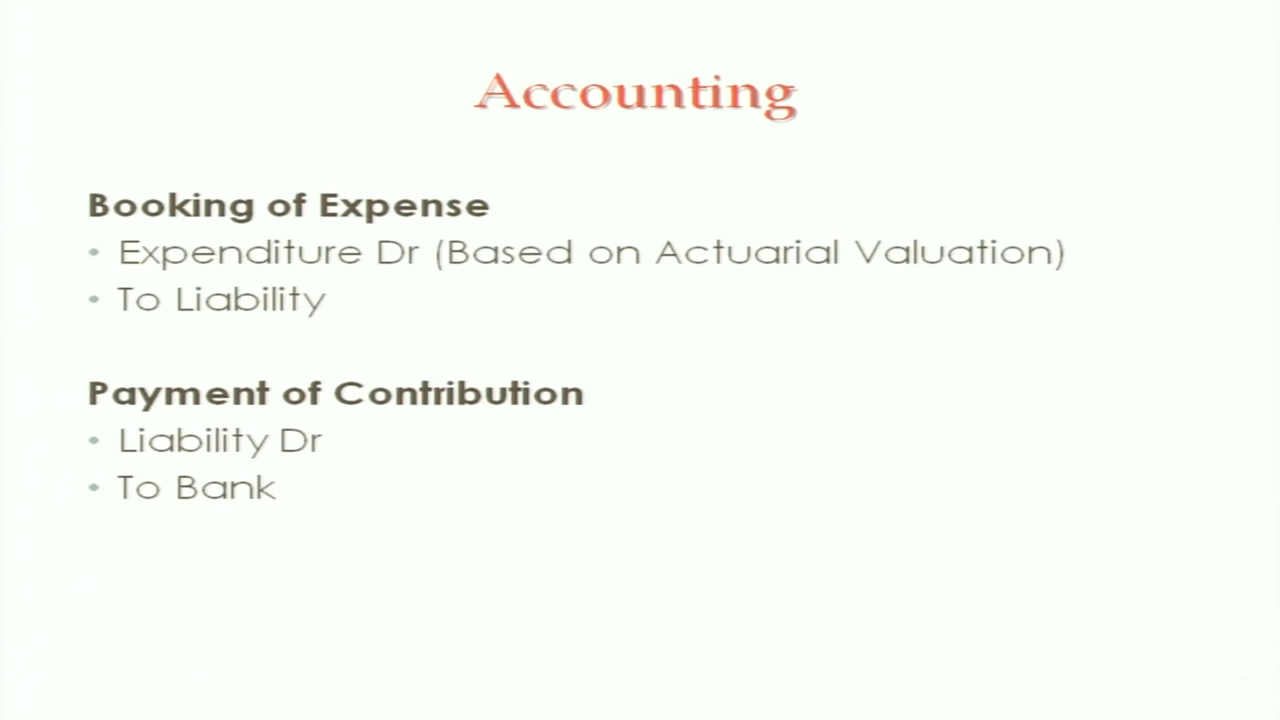 Accounting
Booking of Expense
• Expenditure Dr (Based on Actuarial Valuation)
• To Liability
Payment of Contribution
• Liability Dr
• To Bank